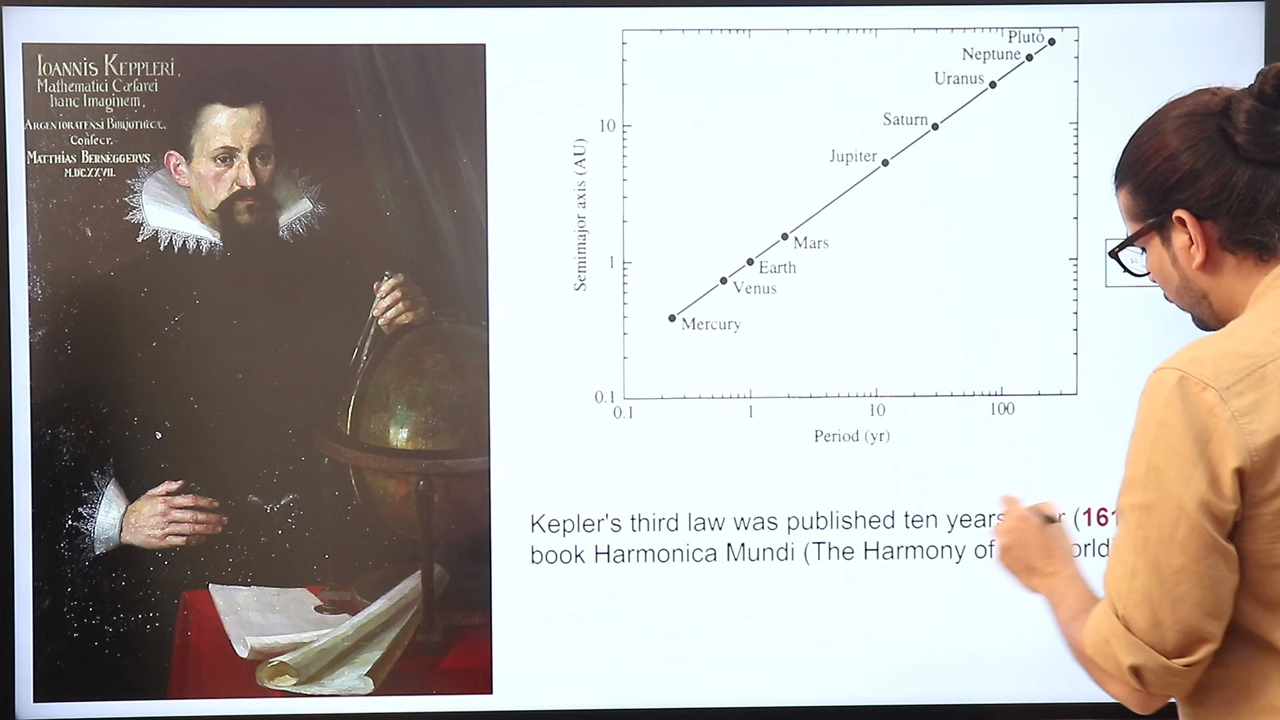 IOANNIS KEPPLERI,
Mathematici Cæsarei
hanc Imaginem,
ARGENTORATENSI BIBLIOTHECÆ,
Consecr.
MATTHIAS BERNEGGERVS
M.DC.XXVII.
Pluto
Neptune
Uranus
Saturn
Jupiter
Mars
Earth
Venus
Mercury
10
1
0.1
0.1
1
10
100
Semimajor axis (AU)
Period (yr)
Kepler's third law was published ten years (161
book Harmonica Mundi (The Harmony of